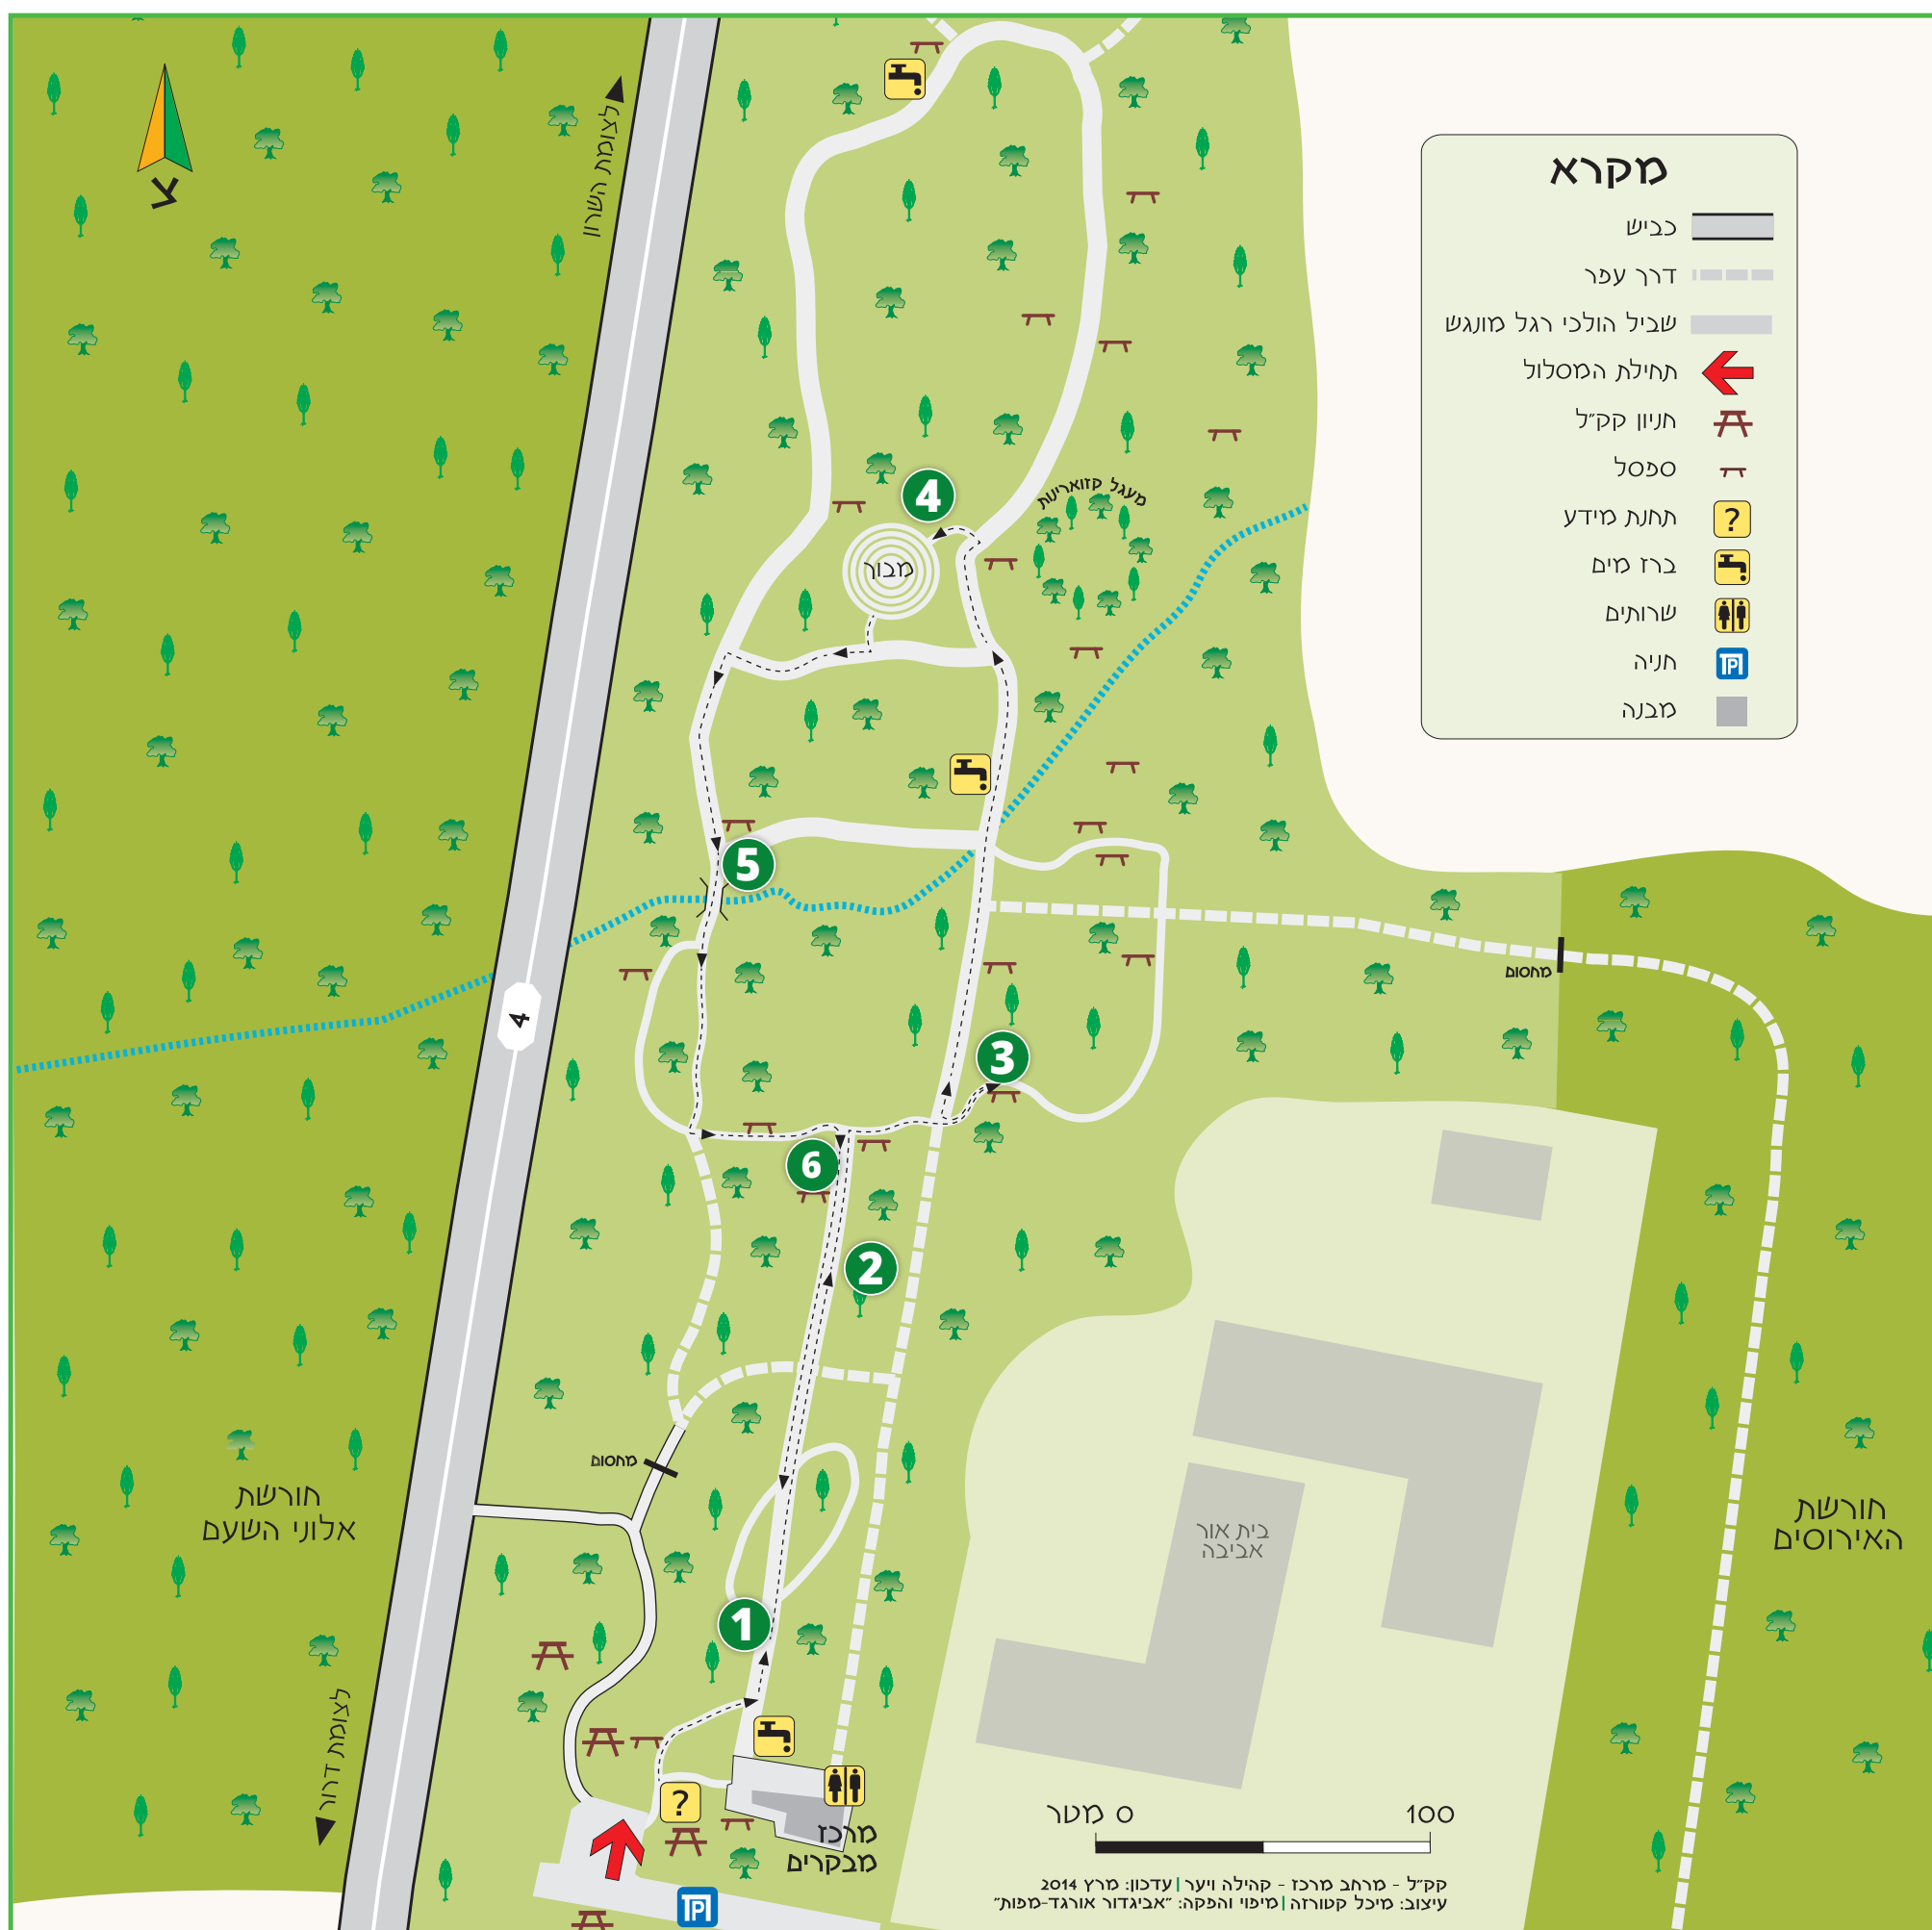 לצומת השרון
צ
מקרא
כביש
דרך עפר
שביל הולכי רגל מונגש
תחילת המסלול
חניון קק״ל
ספסל
תחנת מידע
?
ברז מים
שרותים
חניה
מבנה
4
מעגל קזוארינות
מבוך
5
מחסום
4
3
6
2
מחסום
חורשת
אלוני השעם
בית אור
אביבה
חורשת
האירוסים
1
לצומת דרור
?
מרכז
מבקרים
0 מטר
100
קק״ל - מרחב מרכז - קהילה ויער | עדכון: מרץ 2014
עיצוב: מיכל קטורזה | מיפוי והפקה: ״אביגדור אורגד-מפות״